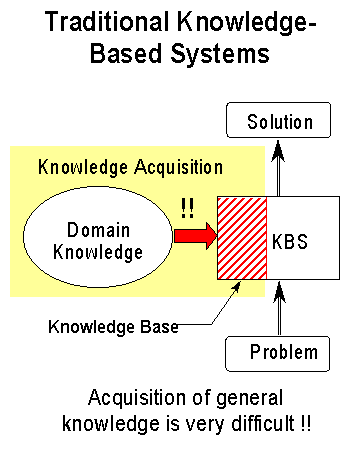 Traditional Knowledge-
Based Systems
Solution
Knowledge Acquisition
!!
Domain
Knowledge
KBS
Knowledge Base
Problem
Acquisition of general
knowledge is very difficult !!